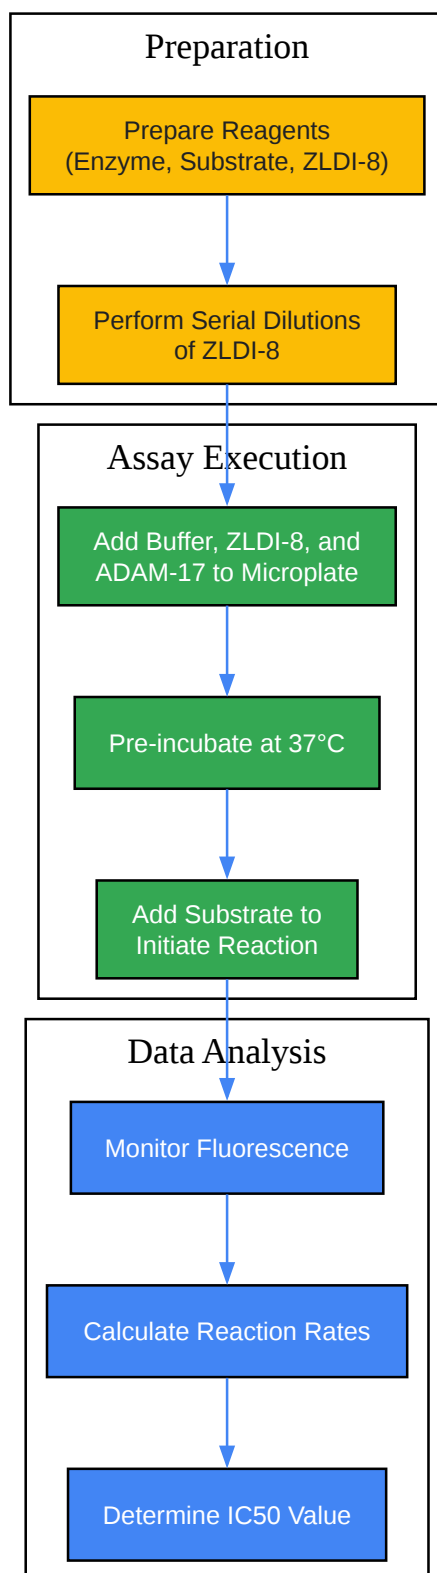 Preparation
Prepare Reagents
(Enzyme, Substrate, ZLDI-8)
Perform Serial Dilutions
of ZLDI-8
Assay Execution
Add Buffer, ZLDI-8, and
ADAM-17 to Microplate
Pre-incubate at 37°C
Add Substrate to
Initiate Reaction
Data Analysis
Monitor Fluorescence
Calculate Reaction Rates
Determine IC50 Value